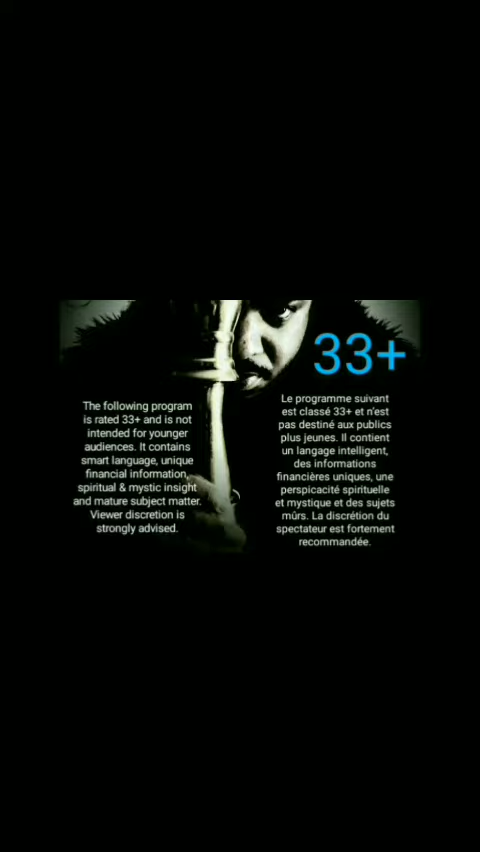 33+
The following program
is rated 33+ and is not
intended for younger
audiences. It contains
smart language, unique
financial information,
spiritual & mystic insight
and mature subject matter.
Viewer discretion is
strongly advised.
Le programme suivant
est classé 33+ et n'est
pas destiné aux publics
plus jeunes. Il contient
un langage intelligent,
des informations
financières uniques, une
perspicacité spirituelle
et mystique et des sujets
mûrs. La discrétion du
spectateur est fortement
recommandée.